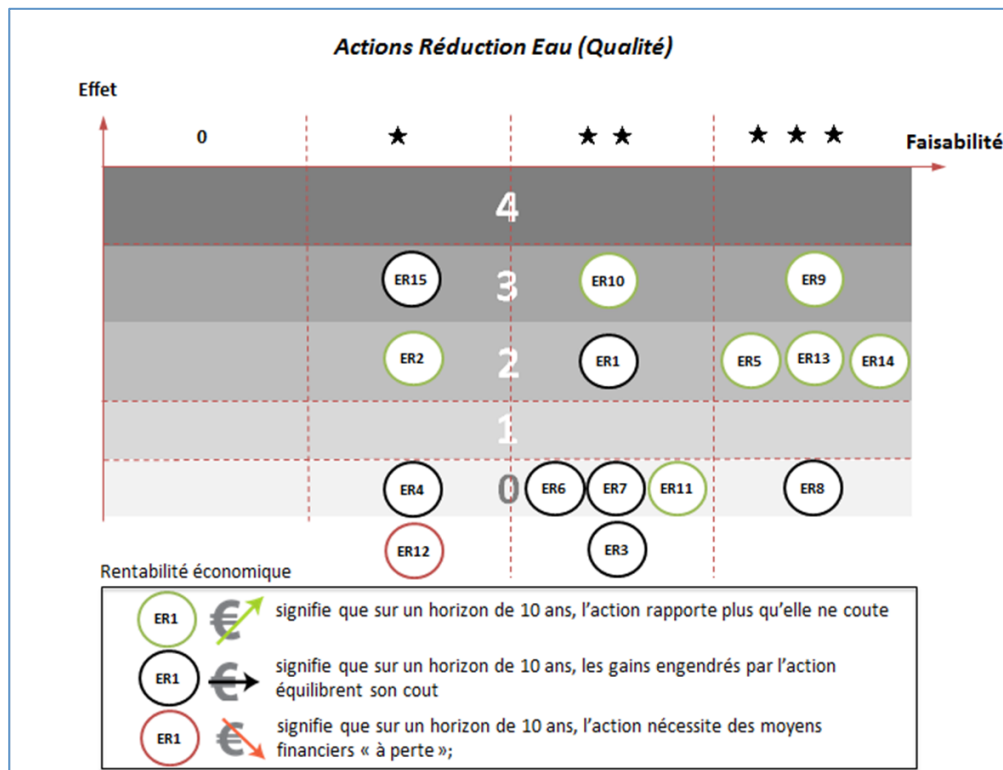 Actions Réduction Eau (Qualité)
Effet
0
Faisabilité
4
ER15
3
ER10
ER9
ER2
2
ER1
ER5
ER13
ER14
1
ER4
0
ER6
ER7
ER11
ER8
ER12
ER3
Rentabilité économique
ER1
€
signifie que sur un horizon de 10 ans, l'action rapporte plus qu'elle ne coute
ER1
€
signifie que sur un horizon de 10 ans, les gains engendrés par l'action
équilibrent son cout
ER1
€
signifie que sur un horizon de 10 ans, l'action nécessite des moyens
financiers « à perte »;